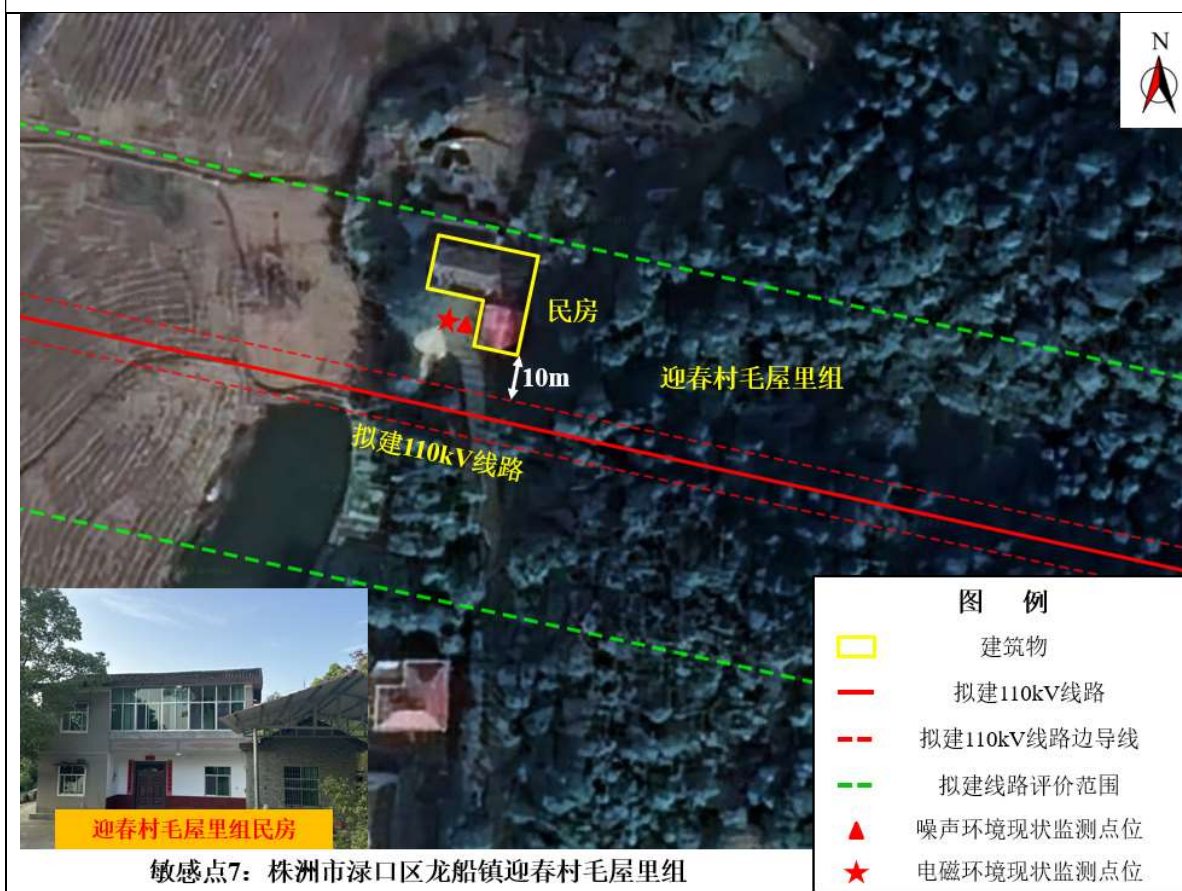 N
民房
10m
迎春村毛屋里组
拟建110kV线路
图 例
建筑物
拟建110kV线路
拟建110kV线路边导线
拟建线路评价范围
噪声环境现状监测点位
电磁环境现状监测点位
迎春村毛屋里组民房
敏感点7：株洲市渌口区龙船镇迎春村毛屋里组